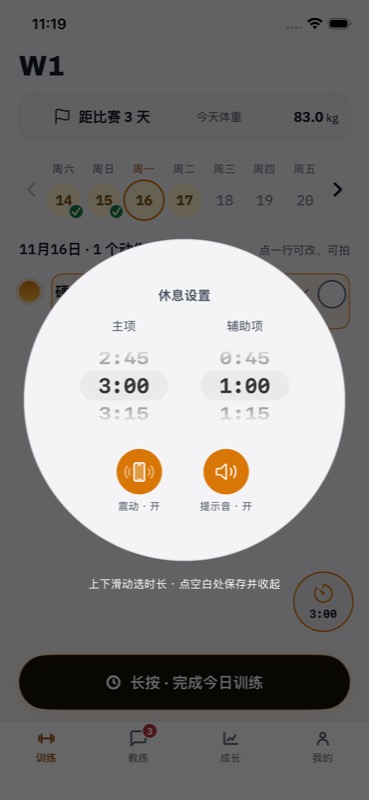 11:19
W1
距比赛 3 天
今天体重
83.0 kg
周六 周日 周一 周二 周三 周四 周五
14 15 16 17 18 19 20
11月16日 · 1 个动
点一行可改、可拍
硬
休息设置
主项 辅助项
2:45 0:45
3:00 1:00
3:15 1:15
震动 · 开 提示音 · 开
上下滑动选时长 · 点空白处保存并收起
3:00
长按 · 完成今日训练
3
训练 教练 成长 我的